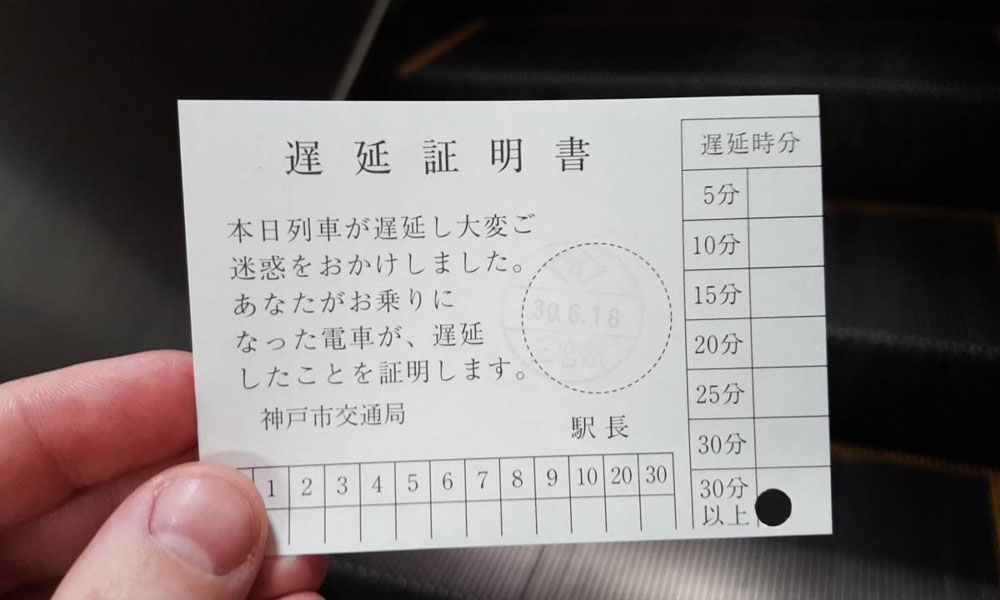 遅延証明書
本日列車が遅延し大変ご
迷惑をおかけしました。
あなたがお乗りに
なった電車が、遅延
したことを証明します。
神戸市交通局
駅長
30.6.18
1 2 3 4 5 6 7 8 9 10 20 30
遅延時分
5分
10分
15分
20分
25分
30分
30分
以上